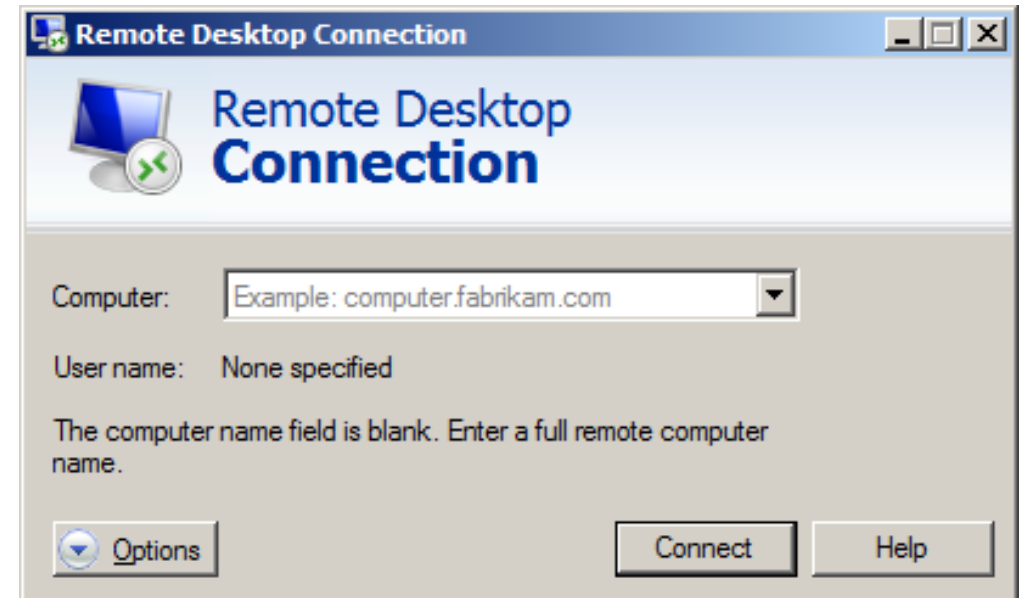 Remote Desktop Connection
Remote Desktop
Connection
Computer: Example: computer.fabrikam.com
User name: None specified
The computer name field is blank. Enter a full remote computer
name.
Options Connect Help